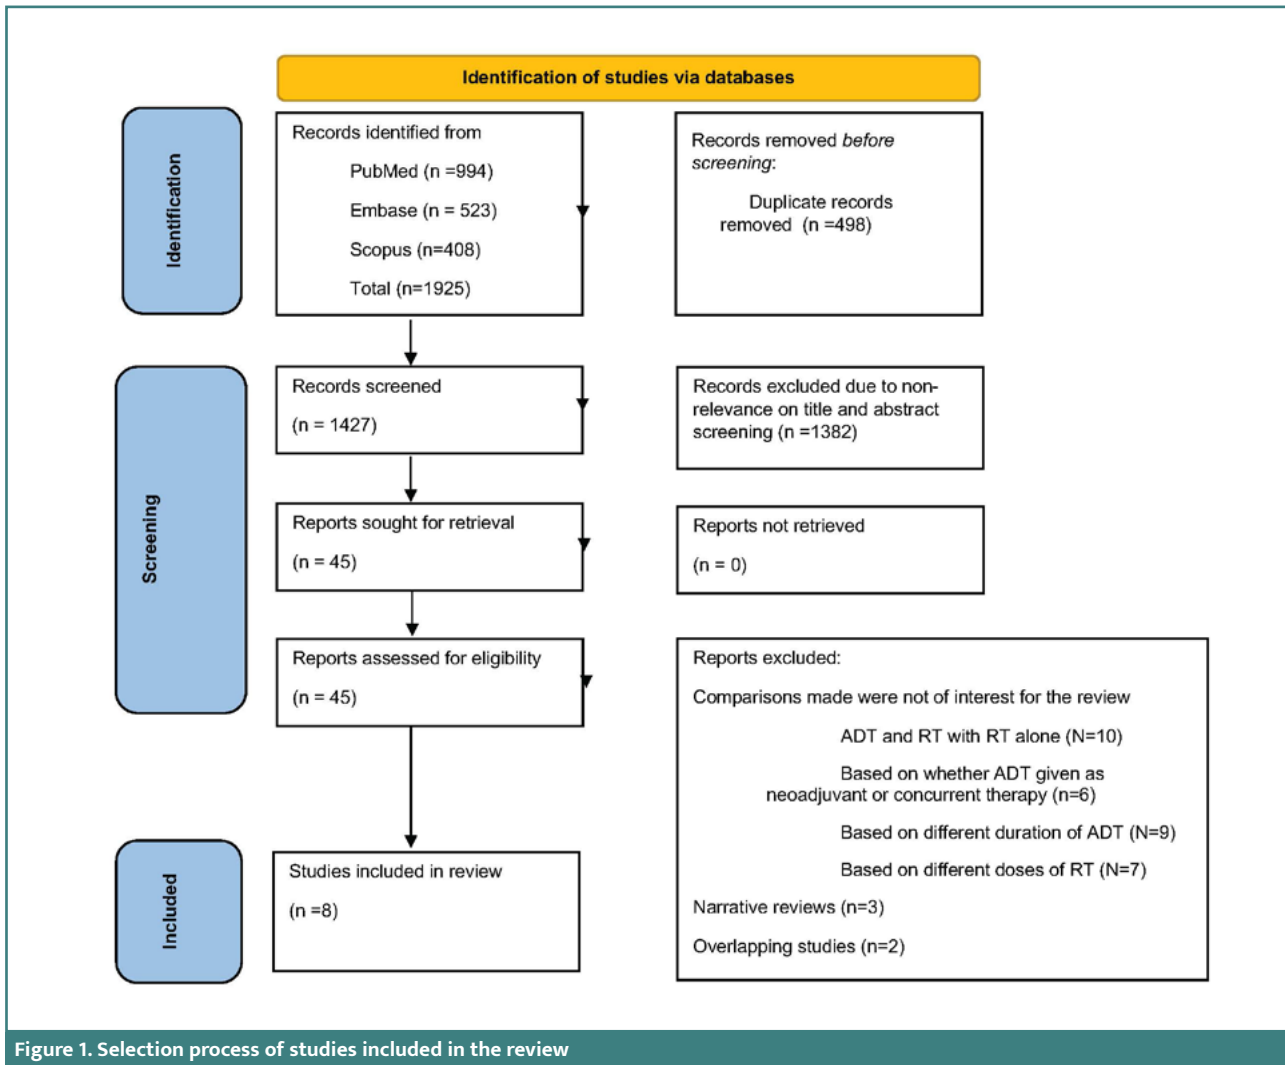 Identification of studies via databases
Identification
Records identified from
PubMed (n =994)
Embase (n = 523)
Scopus (n=408)
Total (n=1925)
Records removed before
screening:
Duplicate records
removed (n =498)
Screening
Records screened
(n = 1427)
Records excluded due to non-
relevance on title and abstract
screening (n =1382)
Reports sought for retrieval
(n = 45)
Reports not retrieved
(n = 0)
Reports assessed for eligibility
(n = 45)
Reports excluded:
Comparisons made were not of interest for the review
ADT and RT with RT alone (N=10)
Based on whether ADT given as
neoadjuvant or concurrent therapy (n=6)
Based on different duration of ADT (N=9)
Based on different doses of RT (N=7)
Narrative reviews (n=3)
Overlapping studies (n=2)
Included
Studies included in review
(n =8)
Figure 1. Selection process of studies included in the review